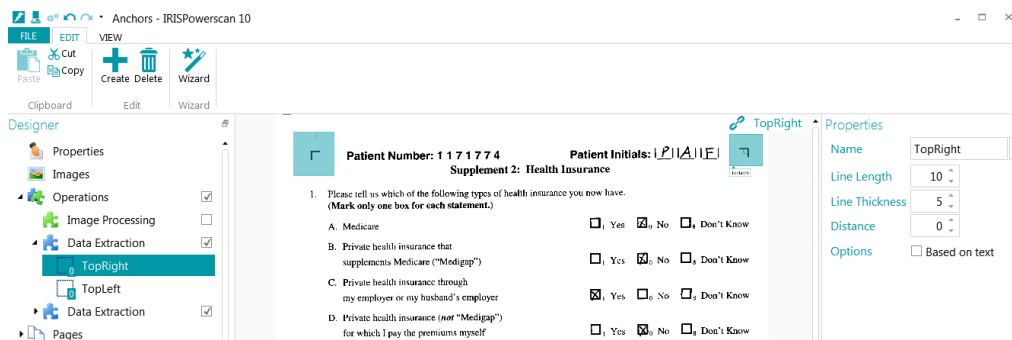 Anchors - IRISPowerscan 10
FILE EDIT VIEW
Paste Cut Copy Create Delete Wizard
Clipboard Edit Wizard
Designer
Properties
Images
Operations
Image Processing
Data Extraction
0 TopRight
0 TopLeft
Data Extraction
Pages
TopRight
Patient Number: 1 1 7 1 7 7 4 Patient Initials: P A F
TopRight
Supplement 2: Health Insurance
1. Please tell us which of the following types of health insurance you now have.
(Mark only one box for each statement.)
A. Medicare 1 Yes 0 No 8 Don't Know
B. Private health insurance that
supplements Medicare ("Medigap") 1 Yes 0 No 8 Don't Know
C. Private health insurance through
my employer or my husband's employer 1 Yes 0 No 8 Don't Know
D. Private health insurance (not "Medigap")
for which I pay the premiums myself 1 Yes 0 No 8 Don't Know
Properties
Name TopRight
Line Length 10
Line Thickness 5
Distance 0
Options Based on text